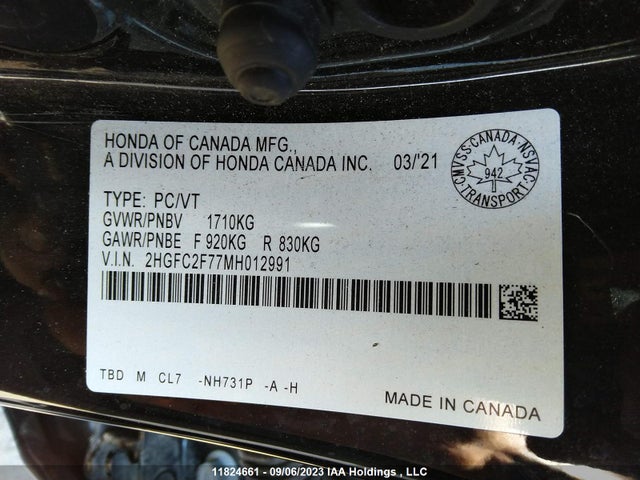 HONDA OF CANADA MFG.,
A DIVISION OF HONDA CANADA INC. 03/'21
CMVSS-CANADA-NSVAC
942
TRANSPORT
TYPE: PC/VT
GVWR/PNBV 1710KG
GAWR/PNBE F 920KG R 830KG
V.I.N. 2HGFC2F77MH012991
TBD M CL7 -NH731P -A -H
MADE IN CANADA
11824661 - 09/06/2023 IAA Holdings , LLC